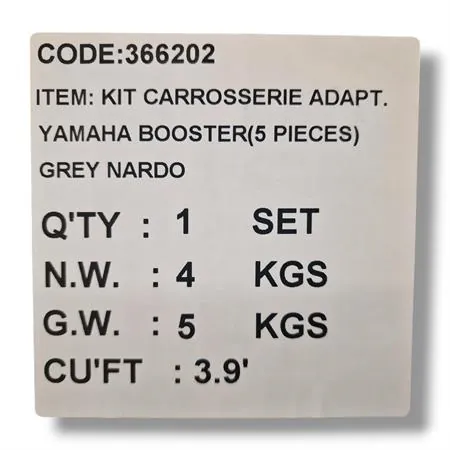 CODE:366202
ITEM: KIT CARROSSERIE ADAPT.
YAMAHA BOOSTER(5 PIECES)
GREY NARDO
Q'TY : 1 SET
N.W. : 4 KGS
G.W. : 5 KGS
CU'FT : 3.9'